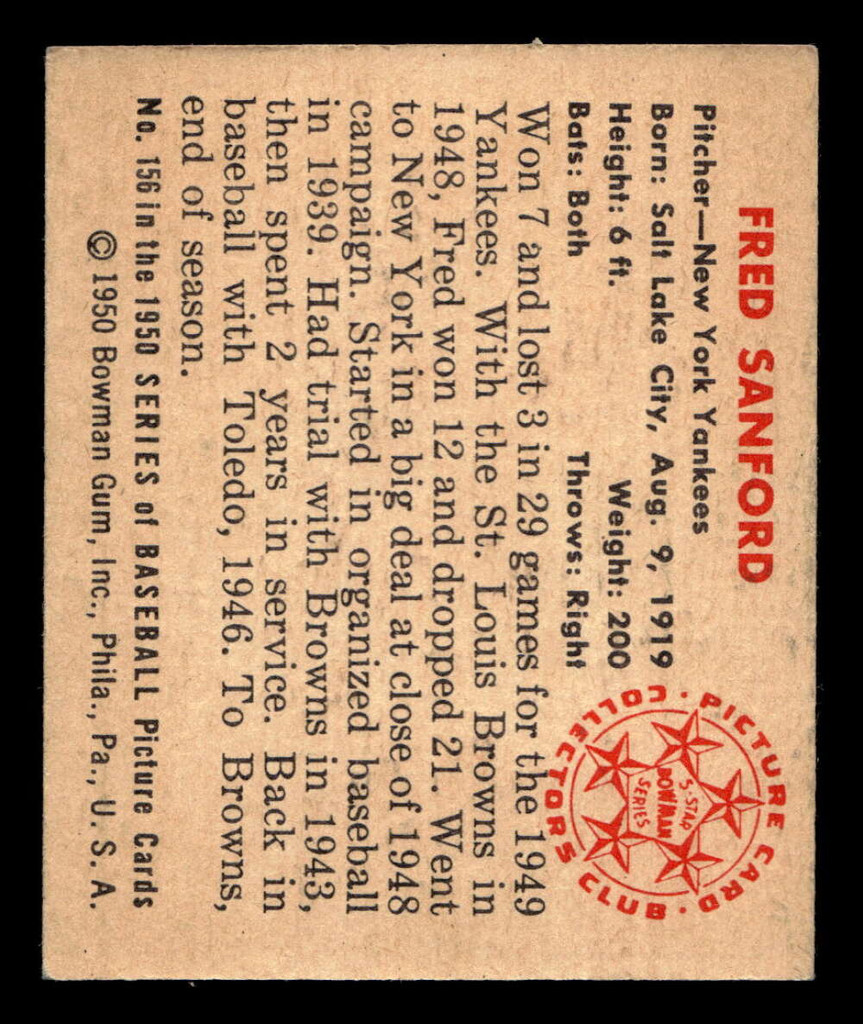 FRED SANFORD
Pitcher—New York Yankees
Born: Salt Lake City, Aug. 9, 1919
Height: 6 ft. Weight: 200
Bats: Both Throws: Right
Won 7 and lost 3 in 29 games for the 1949
Yankees. With the St. Louis Browns in
1948, Fred won 12 and dropped 21. Went
to New York in a big deal at close of 1948
campaign. Started in organized baseball
in 1939. Had trial with Browns in 1943,
then spent 2 years in service. Back in
baseball with Toledo, 1946. To Browns,
end of season.
No. 156 in the 1950 SERIES of BASEBALL Picture Cards
© 1950 Bowman Gum, Inc., Phila., Pa., U. S. A.
· PICTURE CARD · COLLECTORS CLUB
5-STAR
BOWMAN
SERIES